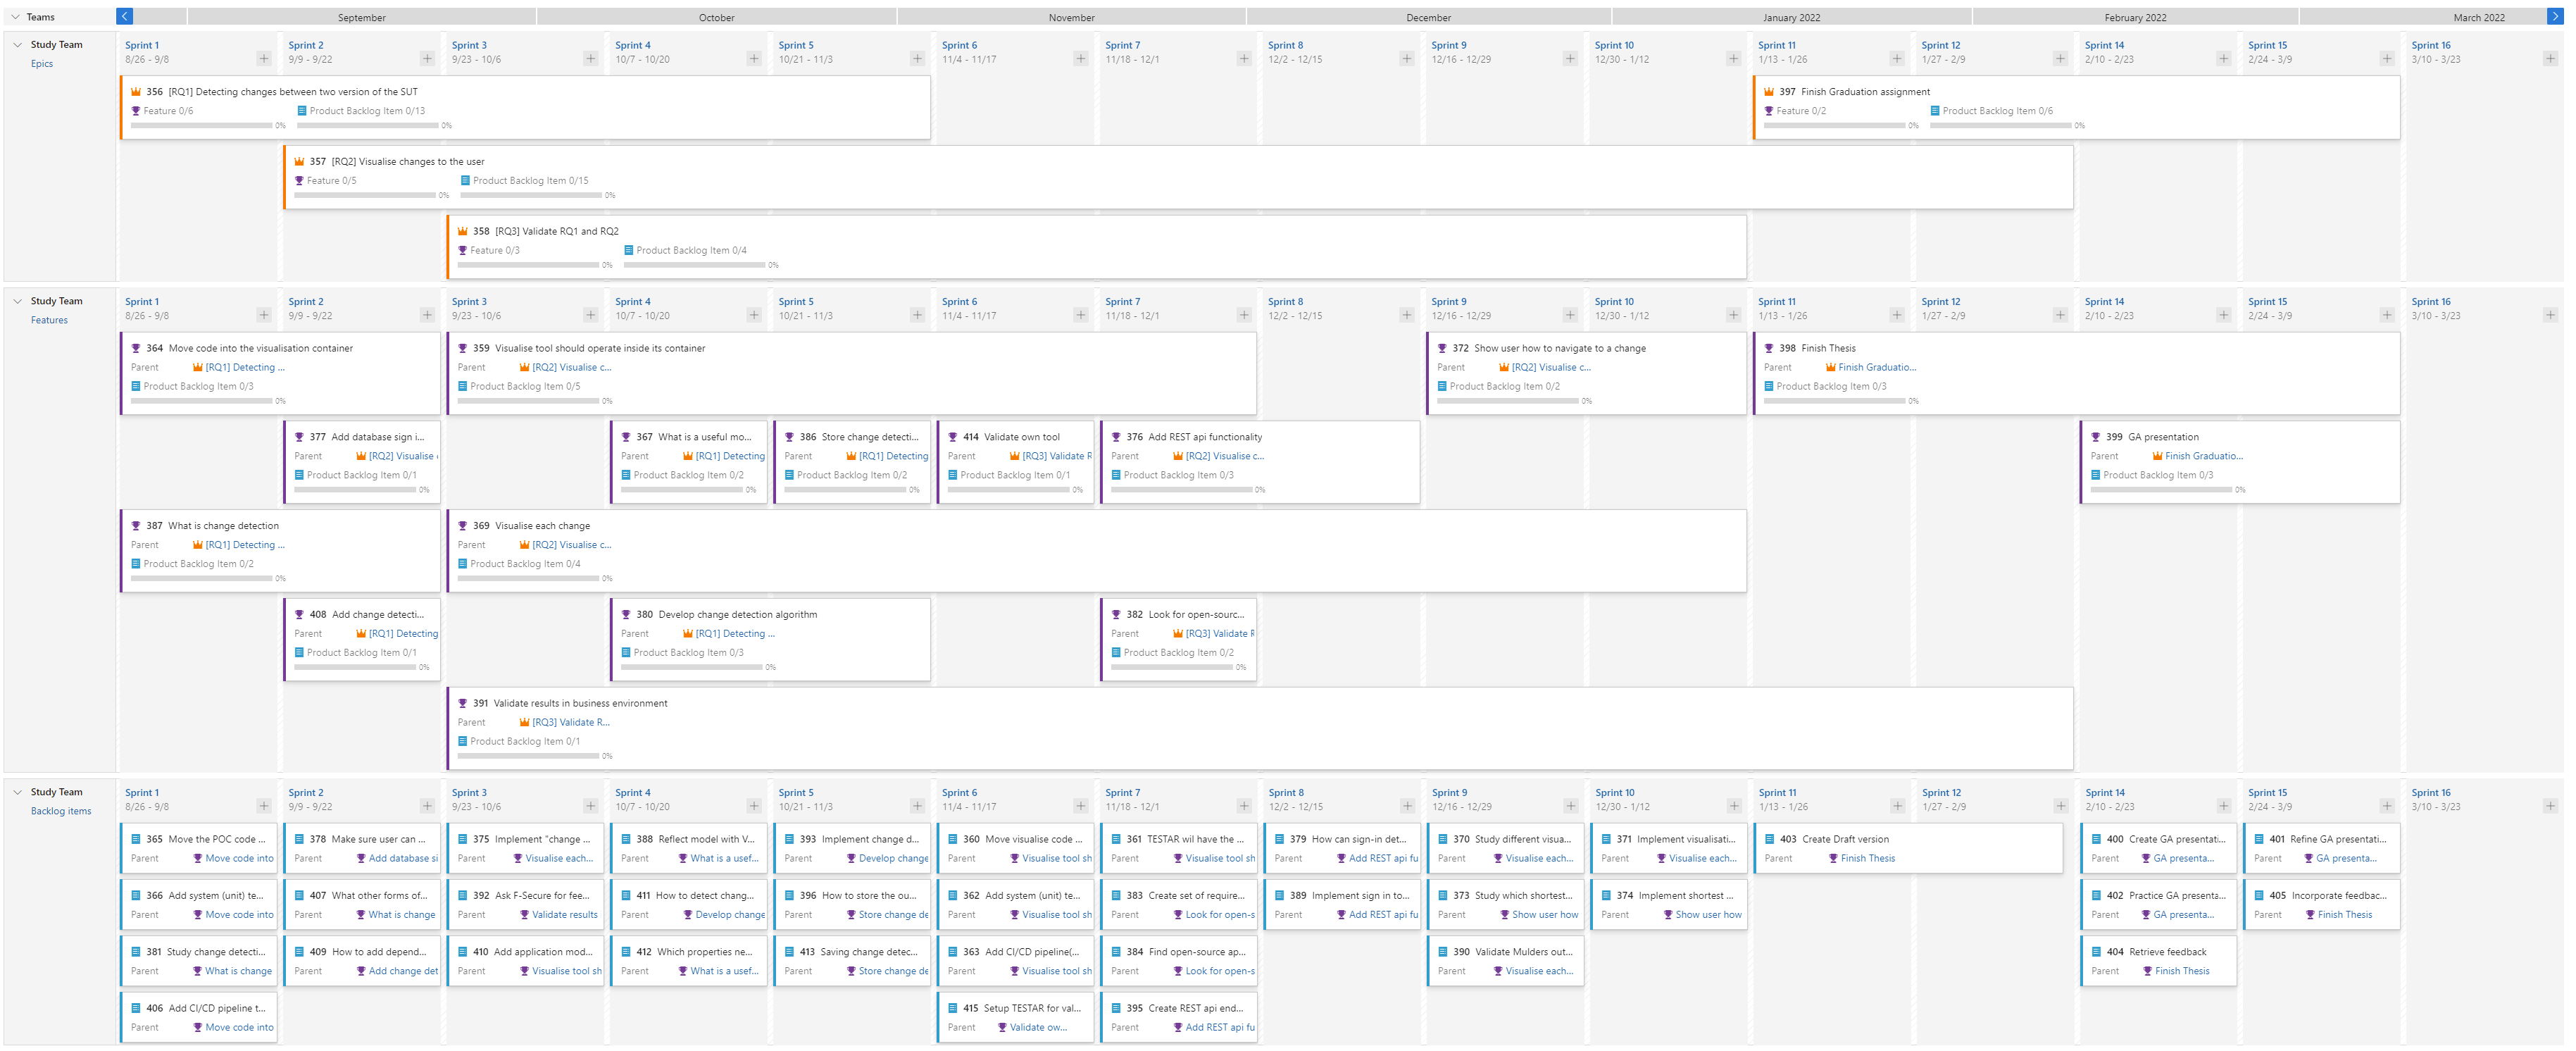 Teams
September October November December January 2022 February 2022 March 2022
Study Team
Epics
Sprint 1 Sprint 2 Sprint 3 Sprint 4 Sprint 5 Sprint 6 Sprint 7 Sprint 8 Sprint 9 Sprint 10 Sprint 11 Sprint 12 Sprint 14 Sprint 15 Sprint 16
8/26 - 9/8 9/9 - 9/22 9/23 - 10/6 10/7 - 10/20 10/21 - 11/3 11/4 - 11/17 11/18 - 12/1 12/2 - 12/15 12/16 - 12/29 12/30 - 1/12 1/13 - 1/26 1/27 - 2/9 2/10 - 2/23 2/24 - 3/9 3/10 - 3/23
356 [RQ1] Detecting changes between two version of the SUT
Feature 0/6 Product Backlog Item 0/13
0% 0%
397 Finish Graduation assignment
Feature 0/2 Product Backlog Item 0/6
0% 0%
357 [RQ2] Visualise changes to the user
Feature 0/5 Product Backlog Item 0/15
0% 0%
358 [RQ3] Validate RQ1 and RQ2
Feature 0/3 Product Backlog Item 0/4
0% 0%
Study Team
Features
Sprint 1 Sprint 2 Sprint 3 Sprint 4 Sprint 5 Sprint 6 Sprint 7 Sprint 8 Sprint 9 Sprint 10 Sprint 11 Sprint 12 Sprint 14 Sprint 15 Sprint 16
8/26 - 9/8 9/9 - 9/22 9/23 - 10/6 10/7 - 10/20 10/21 - 11/3 11/4 - 11/17 11/18 - 12/1 12/2 - 12/15 12/16 - 12/29 12/30 - 1/12 1/13 - 1/26 1/27 - 2/9 2/10 - 2/23 2/24 - 3/9 3/10 - 3/23
364 Move code into the visualisation container
Parent [RQ1] Detecting ...
Product Backlog Item 0/3
0%
359 Visualise tool should operate inside its container
Parent [RQ2] Visualise c...
Product Backlog Item 0/5
0%
372 Show user how to navigate to a change
Parent [RQ2] Visualise c...
Product Backlog Item 0/2
0%
398 Finish Thesis
Parent Finish Graduatio...
Product Backlog Item 0/3
0%
377 Add database sign i...
Parent [RQ2] Visualise
Product Backlog Item 0/1
0%
367 What is a useful mo...
Parent [RQ1] Detecting
Product Backlog Item 0/2
0%
386 Store change detecti...
Parent [RQ1] Detecting
Product Backlog Item 0/2
0%
414 Validate own tool
Parent [RQ3] Validate R
Product Backlog Item 0/1
0%
376 Add REST api functionality
Parent [RQ2] Visualise c...
Product Backlog Item 0/3
0%
399 GA presentation
Parent Finish Graduatio...
Product Backlog Item 0/3
0%
387 What is change detection
Parent [RQ1] Detecting ...
Product Backlog Item 0/2
0%
369 Visualise each change
Parent [RQ2] Visualise c...
Product Backlog Item 0/4
0%
408 Add change detecti...
Parent [RQ1] Detecting
Product Backlog Item 0/1
0%
380 Develop change detection algorithm
Parent [RQ1] Detecting ...
Product Backlog Item 0/3
0%
382 Look for open-sourc...
Parent [RQ3] Validate R
Product Backlog Item 0/2
0%
391 Validate results in business environment
Parent [RQ3] Validate R...
Product Backlog Item 0/1
0%
Study Team
Backlog items
Sprint 1 Sprint 2 Sprint 3 Sprint 4 Sprint 5 Sprint 6 Sprint 7 Sprint 8 Sprint 9 Sprint 10 Sprint 11 Sprint 12 Sprint 14 Sprint 15 Sprint 16
8/26 - 9/8 9/9 - 9/22 9/23 - 10/6 10/7 - 10/20 10/21 - 11/3 11/4 - 11/17 11/18 - 12/1 12/2 - 12/15 12/16 - 12/29 12/30 - 1/12 1/13 - 1/26 1/27 - 2/9 2/10 - 2/23 2/24 - 3/9 3/10 - 3/23
365 Move the POC code ...
Parent Move code into
378 Make sure user can ...
Parent Add database si
375 Implement "change ...
Parent Visualise each...
388 Reflect model with V...
Parent What is a usef...
393 Implement change d...
Parent Develop change
360 Move visualise code ...
Parent Visualise tool sh
361 TESTAR wil have the ...
Parent Visualise tool sh
379 How can sign-in det...
Parent Add REST api fu
370 Study different visua...
Parent Visualise each...
371 Implement visualisati...
Parent Visualise each...
403 Create Draft version
Parent Finish Thesis
400 Create GA presentati...
Parent GA presenta...
401 Refine GA presentati...
Parent GA presenta...
366 Add system (unit) te...
Parent Move code into
407 What other forms of...
Parent What is change
392 Ask F-Secure for fee...
Parent Validate results
411 How to detect chang...
Parent Develop change
396 How to store the ou...
Parent Store change de
362 Add system (unit) te...
Parent Visualise tool sh
383 Create set of require...
Parent Look for open-s
389 Implement sign in to...
Parent Add REST api fu
373 Study which shortest...
Parent Show user how
374 Implement shortest ...
Parent Show user how
402 Practice GA presenta...
Parent GA presenta...
405 Incorporate feedbac...
Parent Finish Thesis
381 Study change detecti...
Parent What is change
409 How to add depend...
Parent Add change det
410 Add application mod...
Parent Visualise tool sh
412 Which properties ne...
Parent What is a usef...
413 Saving change detec...
Parent Store change de
363 Add CI/CD pipeline(...
Parent Visualise tool sh
384 Find open-source ap...
Parent Look for open-s
390 Validate Mulders out...
Parent Visualise each...
404 Retrieve feedback
Parent Finish Thesis
406 Add CI/CD pipeline t...
Parent Move code into
415 Setup TESTAR for val...
Parent Validate ow...
395 Create REST api end...
Parent Add REST api fu